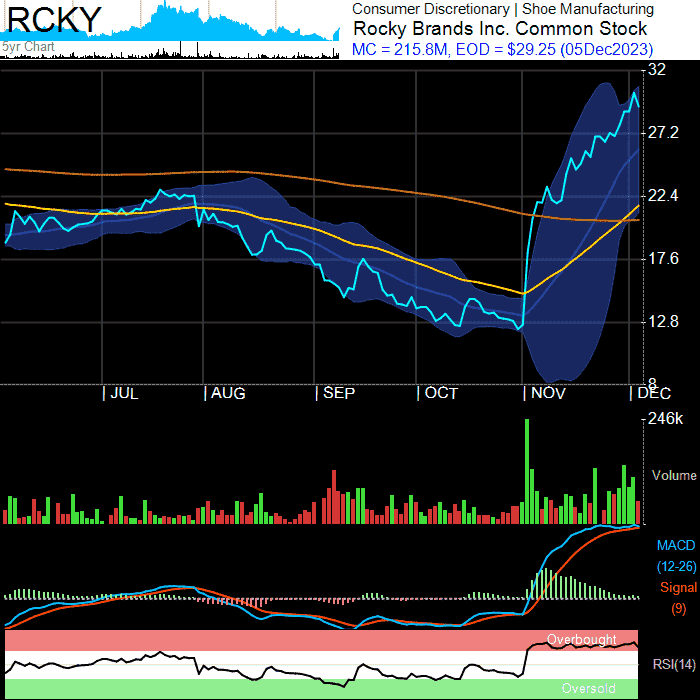 RCKY
5yr Chart
Consumer Discretionary | Shoe Manufacturing
Rocky Brands Inc. Common Stock
MC = 215.8M, EOD = $29.25 (05Dec2023)
32
27.2
22.4
17.6
12.8
8
| JUL | AUG | SEP | OCT | NOV | DEC
246k
Volume
MACD
(12-26)
Signal
(9)
Overbought
RSI(14)
Oversold